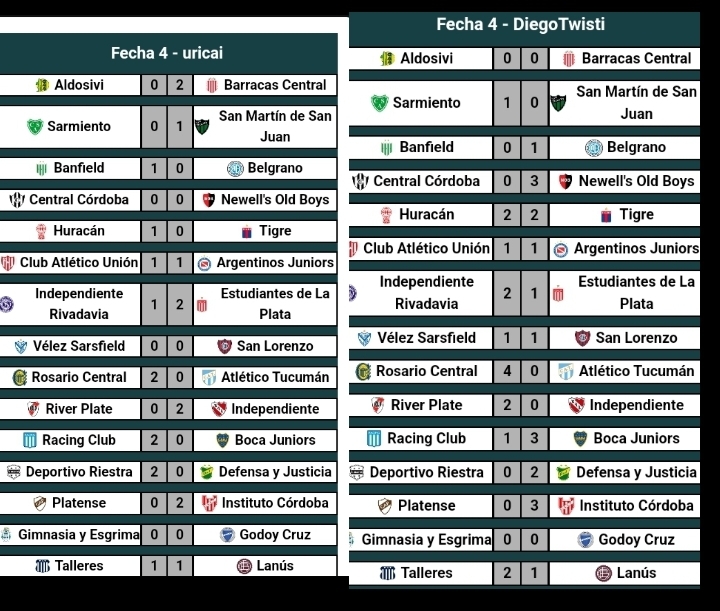 Fecha 4 - uricai
Aldosivi 0 2 Barracas Central
Sarmiento 0 1 San Martín de San
Juan
Banfield 1 0 Belgrano
Central Córdoba 0 0 Newell's Old Boys
Huracán 1 0 Tigre
Club Atlético Unión 1 1 Argentinos Juniors
Independiente
Rivadavia 1 2 Estudiantes de La
Plata
Vélez Sarsfield 0 0 San Lorenzo
Rosario Central 2 0 Atlético Tucumán
River Plate 0 2 Independiente
Racing Club 2 0 Boca Juniors
Deportivo Riestra 2 0 Defensa y Justicia
Platense 0 2 Instituto Córdoba
Gimnasia y Esgrima 0 0 Godoy Cruz
Talleres 1 1 Lanús
Fecha 4 - DiegoTwisti
Aldosivi 0 0 Barracas Central
Sarmiento 1 0 San Martín de San
Juan
Banfield 0 1 Belgrano
Central Córdoba 0 3 Newell's Old Boys
Huracán 2 2 Tigre
Club Atlético Unión 1 1 Argentinos Juniors
Independiente
Rivadavia 2 1 Estudiantes de La
Plata
Vélez Sarsfield 1 1 San Lorenzo
Rosario Central 4 0 Atlético Tucumán
River Plate 2 0 Independiente
Racing Club 1 3 Boca Juniors
Deportivo Riestra 0 2 Defensa y Justicia
Platense 0 3 Instituto Córdoba
Gimnasia y Esgrima 0 0 Godoy Cruz
Talleres 2 1 Lanús